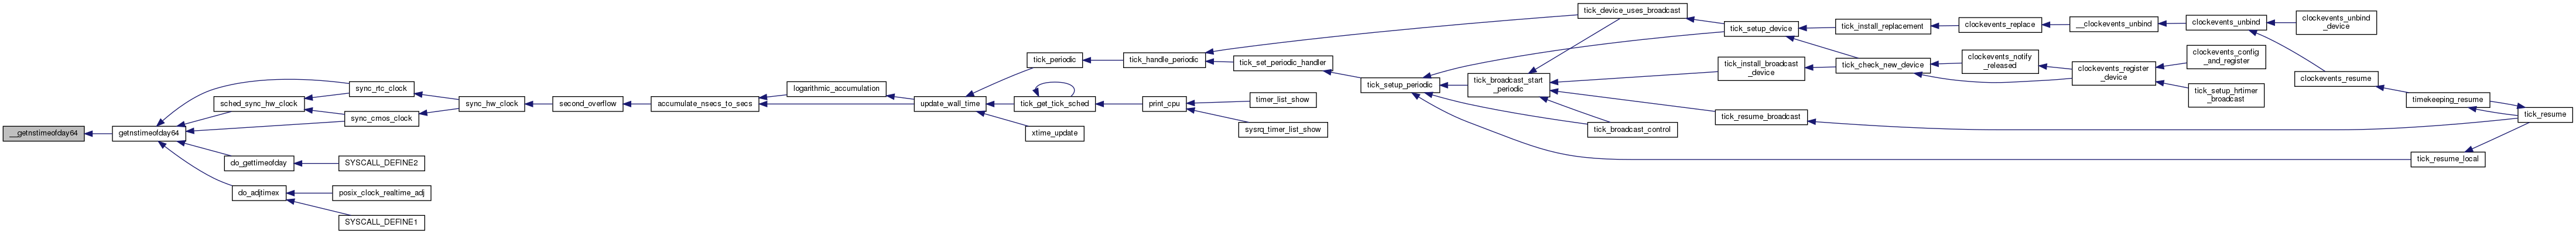 __getnstimeofday64
getnstimeofday64
sync_rtc_clock
sched_sync_hw_clock
sync_cmos_clock
do_gettimeofday
SYSCALL_DEFINE2
do_adjtimex
posix_clock_realtime_adj
SYSCALL_DEFINE1
sync_hw_clock
second_overflow
accumulate_nsecs_to_secs
logarithmic_accumulation
update_wall_time
tick_periodic
tick_get_tick_sched
xtime_update
tick_handle_periodic
print_cpu
tick_set_periodic_handler
timer_list_show
sysrq_timer_list_show
tick_setup_periodic
tick_device_uses_broadcast
tick_broadcast_start
_periodic
tick_broadcast_control
tick_setup_device
tick_install_broadcast
_device
tick_resume_broadcast
tick_install_replacement
tick_check_new_device
clockevents_replace
clockevents_notify
_released
__clockevents_unbind
clockevents_register
_device
clockevents_unbind
clockevents_config
_and_register
tick_setup_hrtimer
_broadcast
clockevents_unbind
_device
clockevents_resume
timekeeping_resume
tick_resume_local
tick_resume